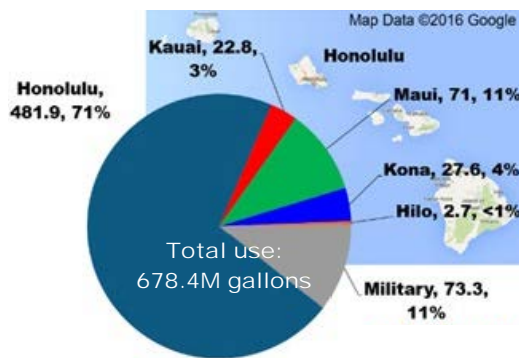 Map Data ©2016 Google
Kauai, 22.8,
3%
Honolulu
Honolulu,
481.9, 71%
Maui, 71, 11%
Kona, 27.6, 4%
Hilo, 2.7, <1%
Total use:
678.4M gallons
Military, 73.3,
11%